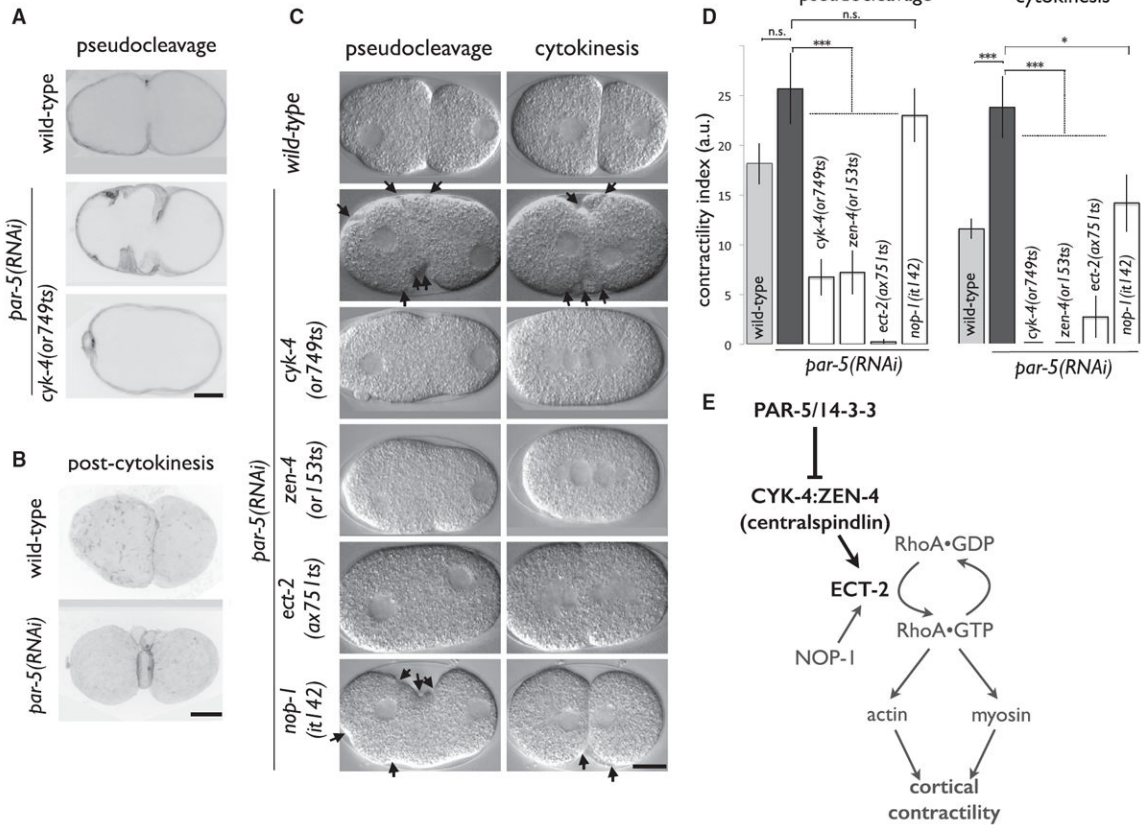 A
pseudocleavage
wild-type
par-5(RNAi)
cyk-4(or749ts)
B
post-cytokinesis
wild-type
par-5(RNAi)
C
pseudocleavage
cytokinesis
wild-type
par-5(RNAi)
cyk-4
(or749ts)
zen-4
(or153ts)
ect-2
(ax751ts)
nop-1
(it142)
D
pseudocleavage
cytokinesis
n.s.
n.s.
***
***
***
*
contractility index (a.u.)
25
20
15
10
5
0
wild-type
cyk-4(or749ts)
zen-4(or153ts)
ect-2(ax751ts)
nop-1(it142)
par-5(RNAi)
wild-type
cyk-4(or749ts)
zen-4(or153ts)
ect-2(ax751ts)
nop-1(it142)
par-5(RNAi)
E
PAR-5/14-3-3
CYK-4:ZEN-4
(centralspindlin)
RhoA•GDP
ECT-2
RhoA•GTP
NOP-1
actin
myosin
cortical
contractility